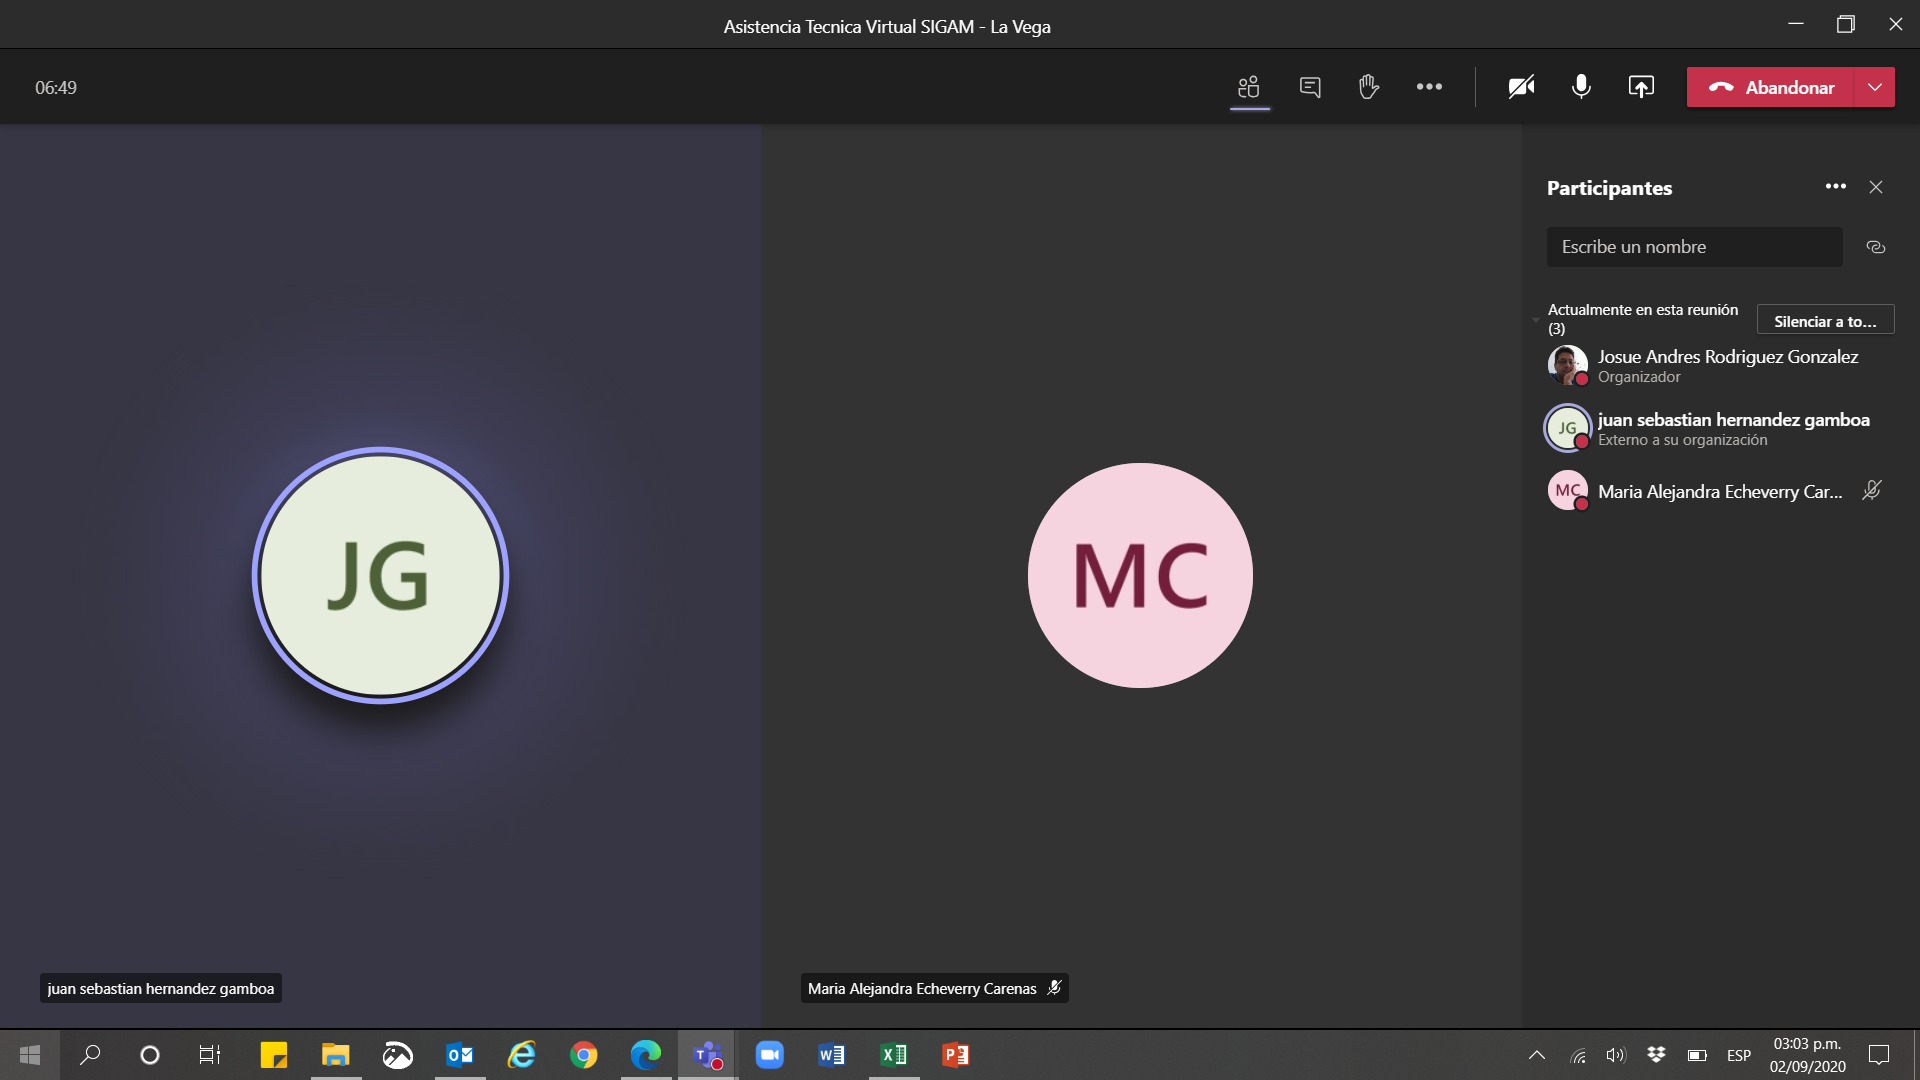 Asistencia Tecnica Virtual SIGAM - La Vega
06:49
Abandonar
JG
juan sebastian hernandez gamboa
MC
Maria Alejandra Echeverry Carenas
Participantes
Escribe un nombre
Actualmente en esta reunión
(3)
Silenciar a to...
Josue Andres Rodriguez Gonzalez
Organizador
JG
juan sebastian hernandez gamboa
Externo a su organización
MC
Maria Alejandra Echeverry Car...
ESP
03:03 p.m.
02/09/2020